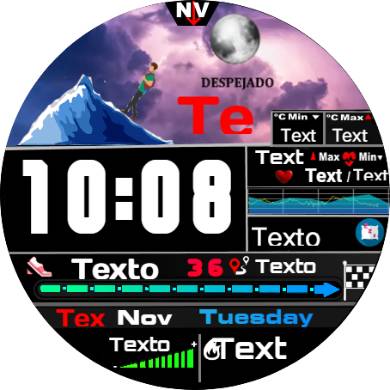 NV
DESPEJADO
Te
°C Min ▼ °C Max▲
Text Text
Text ▲ Max Min▼
Text / Text
10:08
Texto
Texto 36 Texto
Tex Nov Tuesday
Texto + Text